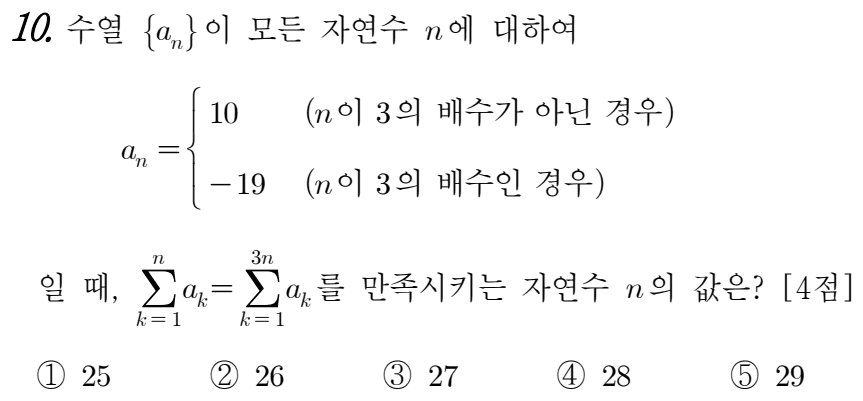 10. 수열 {aₙ}이 모든 자연수 n에 대하여
aₙ = { 10 (n이 3의 배수가 아닌 경우)
−19 (n이 3의 배수인 경우)
일 때, ∑_{k=1}^{n} a_k = ∑_{k=1}^{3n} a_k 를 만족시키는 자연수 n의 값은? [4점]
① 25 ② 26 ③ 27 ④ 28 ⑤ 29